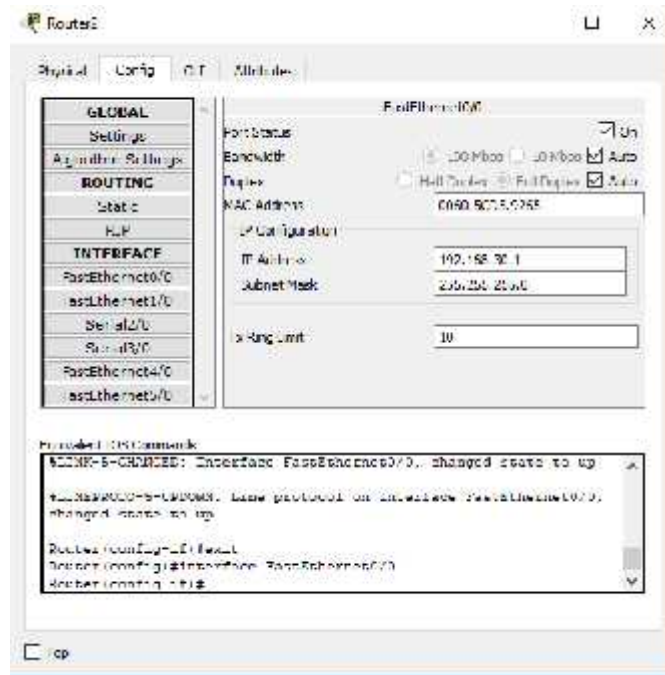 Router2
Physical Config CLI Attributes
GLOBAL
Settings
Algorithm Settings
ROUTING
Static
RIP
INTERFACE
FastEthernet0/0
FastEthernet1/0
Serial2/0
Serial3/0
FastEthernet4/0
FastEthernet5/0
FastEthernet0/0
Port Status On
Bandwidth 100 Mbps 10 Mbps Auto
Duplex Half Duplex Full Duplex Auto
MAC Address
IP Configuration
IP Address 192.168.30.1
Subnet Mask 255.255.255.0
Tx Ring Limit 10
Equivalent IOS Commands
%LINK-5-CHANGED: Interface FastEthernet0/0, changed state to up
%LINEPROTO-5-UPDOWN: Line protocol on Interface FastEthernet0/0,
changed state to up
Router(config-if)#exit
Router(config)#interface FastEthernet0/0
Router(config-if)#
Top